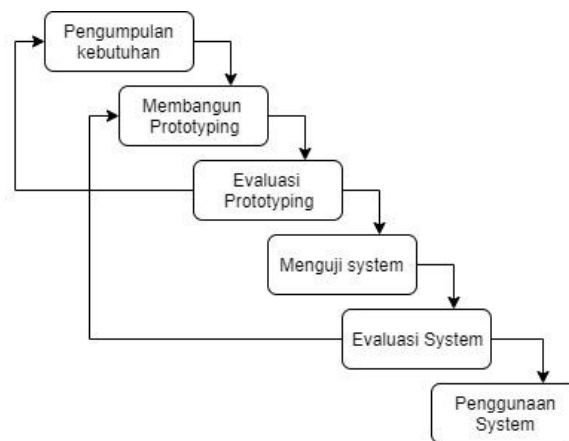 Pengumpulan
kebutuhan
Membangun
Prototyping
Evaluasi
Prototyping
Menguji system
Evaluasi System
Penggunaan
System